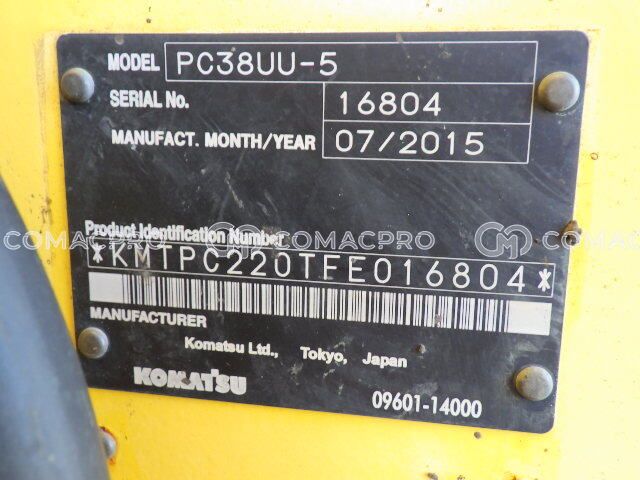 MODEL PC38UU-5
SERIAL No. 16804
MANUFACT. MONTH/YEAR 07/2015
Product Identification Number
COMACPRO COMACPRO COMACPRO
*KMTPC220TFE016804*
MANUFACTURER
Komatsu Ltd., Tokyo, Japan
KOMATSU
09601-14000